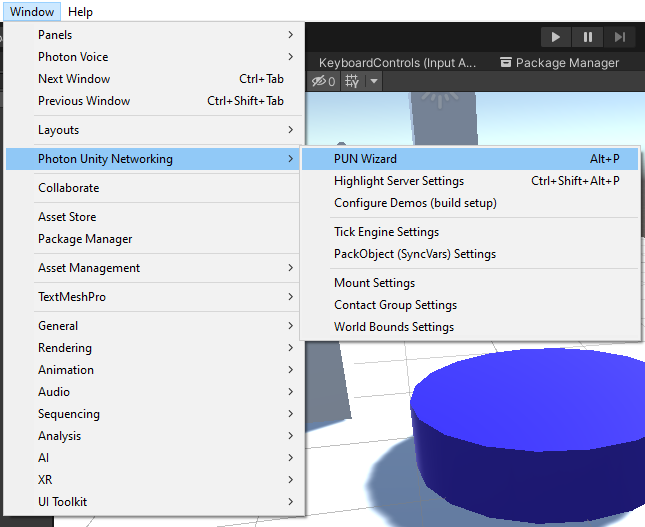 Window Help
Panels
Photon Voice
Next Window Ctrl+Tab
Previous Window Ctrl+Shift+Tab
Layouts
Photon Unity Networking
Collaborate
Asset Store
Package Manager
Asset Management
TextMeshPro
General
Rendering
Animation
Audio
Sequencing
Analysis
AI
XR
UI Toolkit
KeyboardControls (Input A... Package Manager
0
PUN Wizard Alt+P
Highlight Server Settings Ctrl+Shift+Alt+P
Configure Demos (build setup)
Tick Engine Settings
PackObject (SyncVars) Settings
Mount Settings
Contact Group Settings
World Bounds Settings